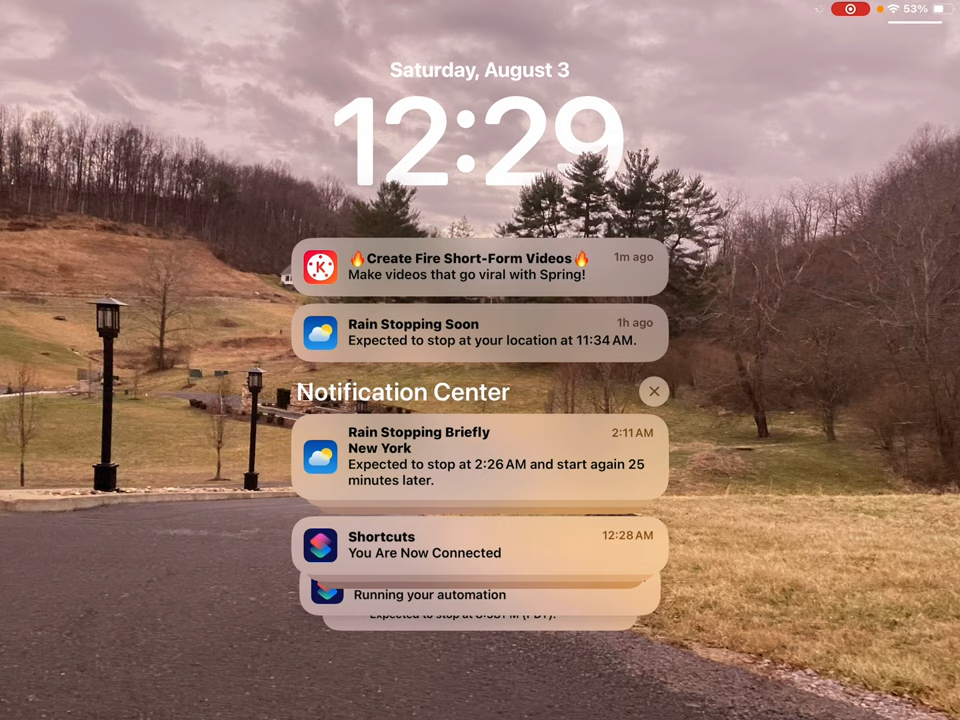 53%
Saturday, August 3
12:29
🔥Create Fire Short-Form Videos🔥 1m ago
Make videos that go viral with Spring!
Rain Stopping Soon 1h ago
Expected to stop at your location at 11:34 AM.
Notification Center
Rain Stopping Briefly 2:11 AM
New York
Expected to stop at 2:26 AM and start again 25
minutes later.
Shortcuts 12:28 AM
You Are Now Connected
Running your automation